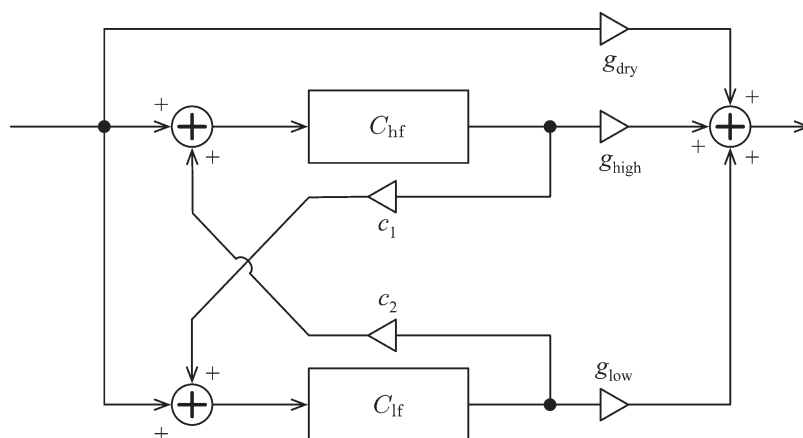 g_dry
+
+
+
C_hf
+
+
g_high
+
+
c_1
c_2
g_low
+
+
C_lf
+
+